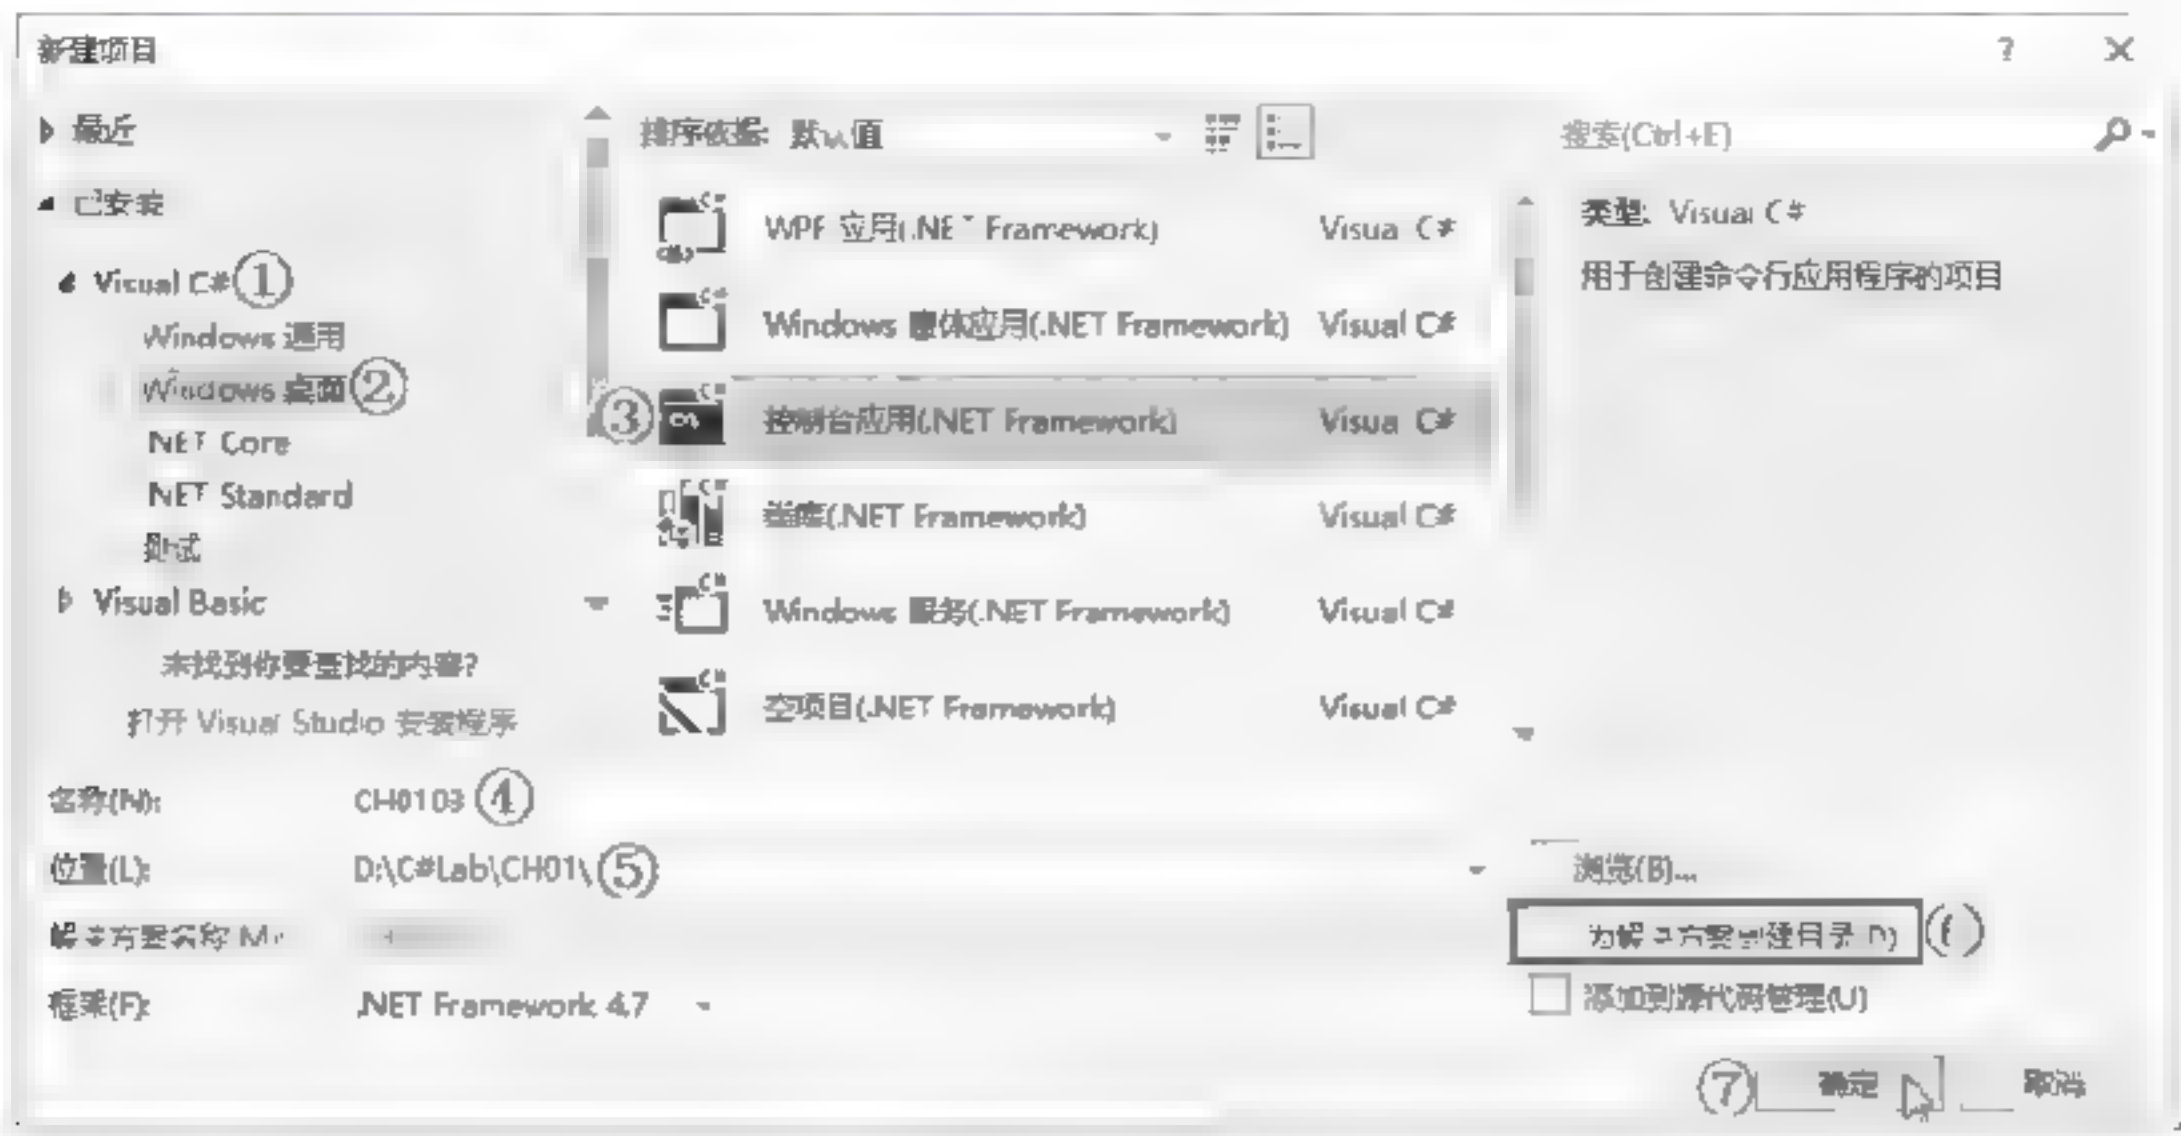 新建项目
最近
已安装
Visual C# ①
Windows 通用
Windows 桌面 ②
.NET Core
.NET Standard
测试
Visual Basic
未找到你要查找的内容?
打开 Visual Studio 安装程序
排序依据: 默认值
WPF 应用(.NET Framework) Visual C#
Windows 窗体应用(.NET Framework) Visual C#
③ 控制台应用(.NET Framework) Visual C#
类库(.NET Framework) Visual C#
Windows 服务(.NET Framework) Visual C#
空项目(.NET Framework) Visual C#
搜索(Ctrl+E)
类型: Visual C#
用于创建命令行应用程序的项目
名称(N): CH0103 ④
位置(L): D:\C#Lab\CH01\ ⑤
浏览(B)...
解决方案名称(M):
为解决方案创建目录(D) ⑥
框架(F): .NET Framework 4.7
添加到源代码管理(U)
⑦ 确定
取消